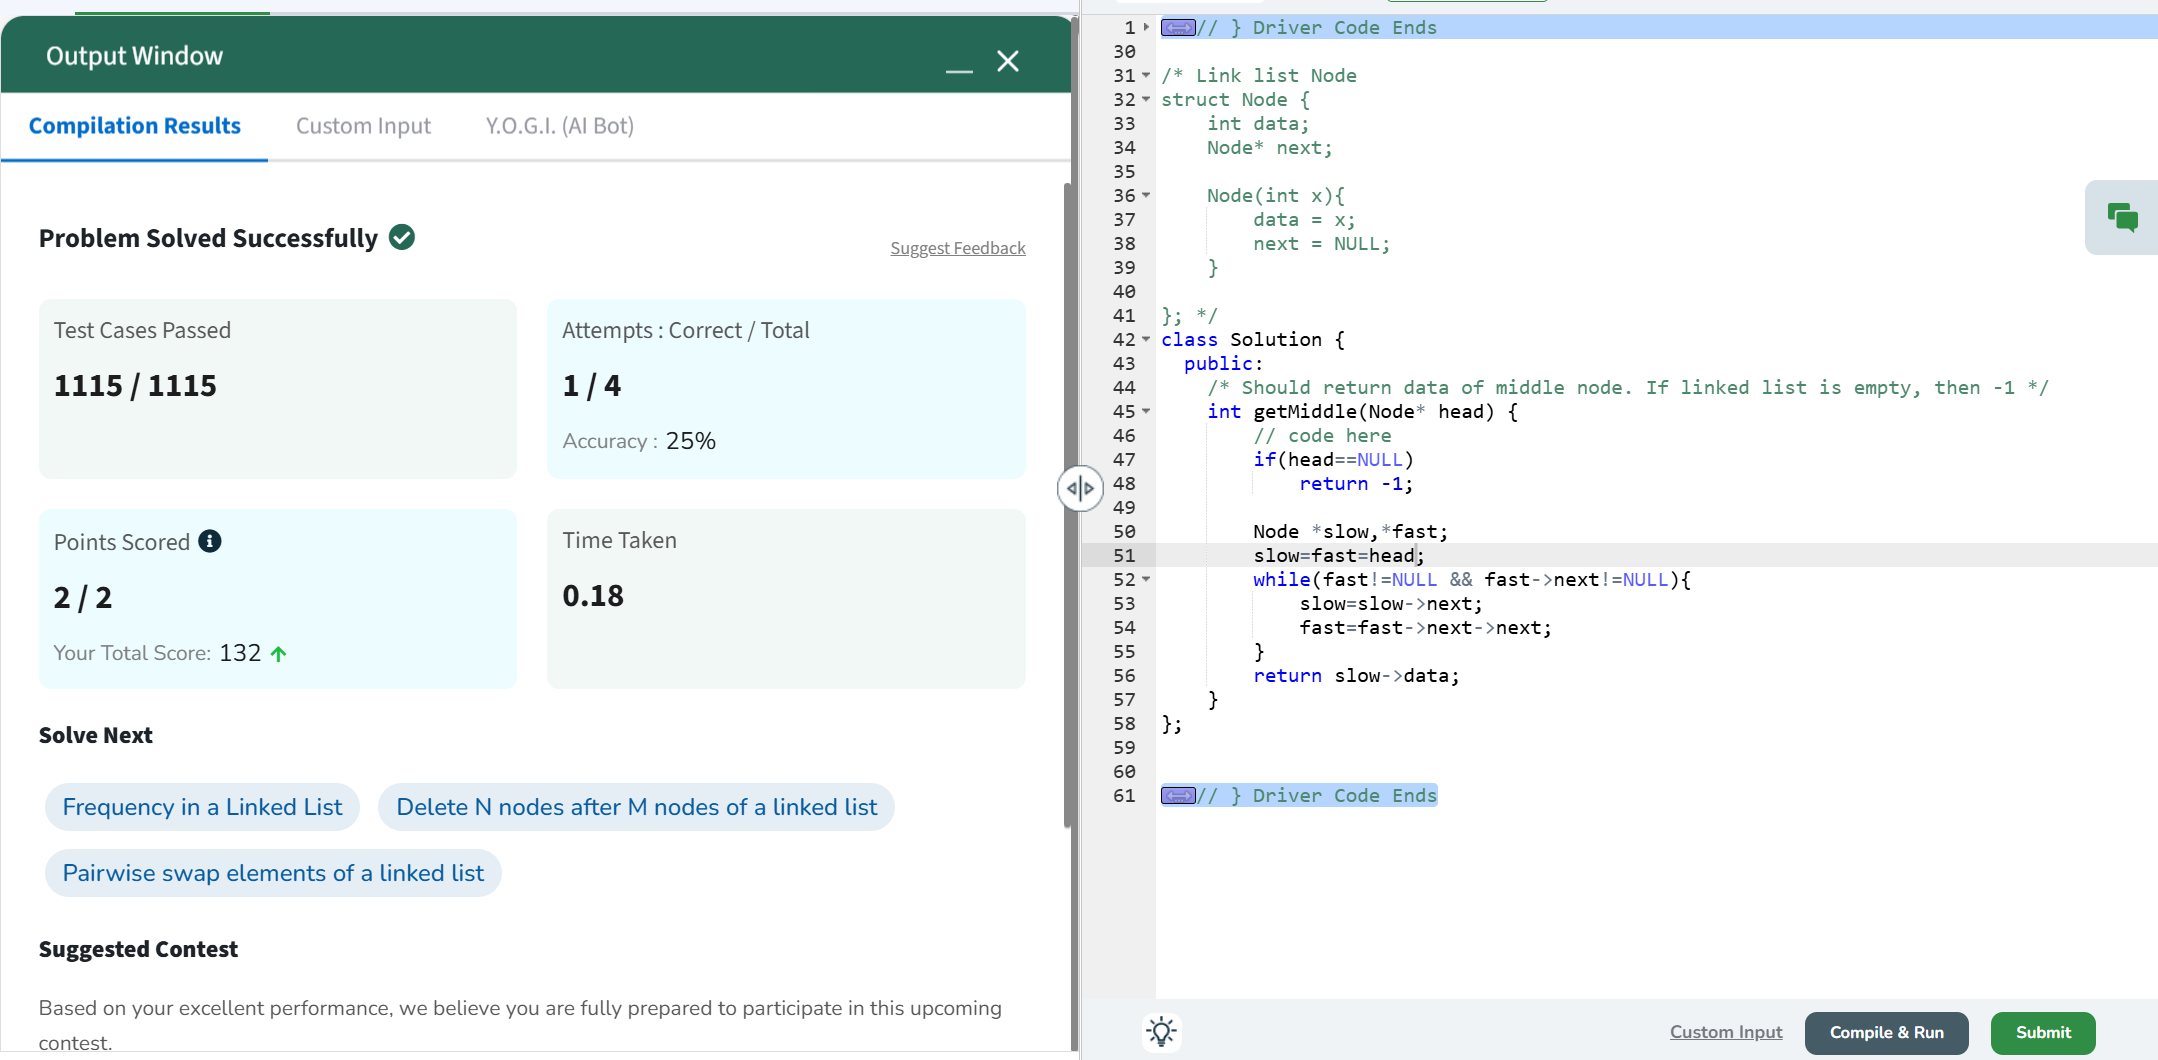 Output Window
Compilation Results
Custom Input
Y.O.G.I. (AI Bot)
Problem Solved Successfully
Suggest Feedback
Test Cases Passed
1115 / 1115
Attempts : Correct / Total
1 / 4
Accuracy : 25%
Points Scored
2 / 2
Your Total Score: 132
Time Taken
0.18
Solve Next
Frequency in a Linked List
Delete N nodes after M nodes of a linked list
Pairwise swap elements of a linked list
Suggested Contest
Based on your excellent performance, we believe you are fully prepared to participate in this upcoming
contest.
1 // } Driver Code Ends
30
31 /* Link list Node
32 struct Node {
33     int data;
34     Node* next;
35
36     Node(int x){
37         data = x;
38         next = NULL;
39     }
40
41 }; */
42 class Solution {
43   public:
44     /* Should return data of middle node. If linked list is empty, then -1 */
45     int getMiddle(Node* head) {
46         // code here
47         if(head==NULL)
48             return -1;
49
50         Node *slow,*fast;
51         slow=fast=head;
52         while(fast!=NULL && fast->next!=NULL){
53             slow=slow->next;
54             fast=fast->next->next;
55         }
56         return slow->data;
57     }
58 };
59
60
61 // } Driver Code Ends
Custom Input
Compile & Run
Submit